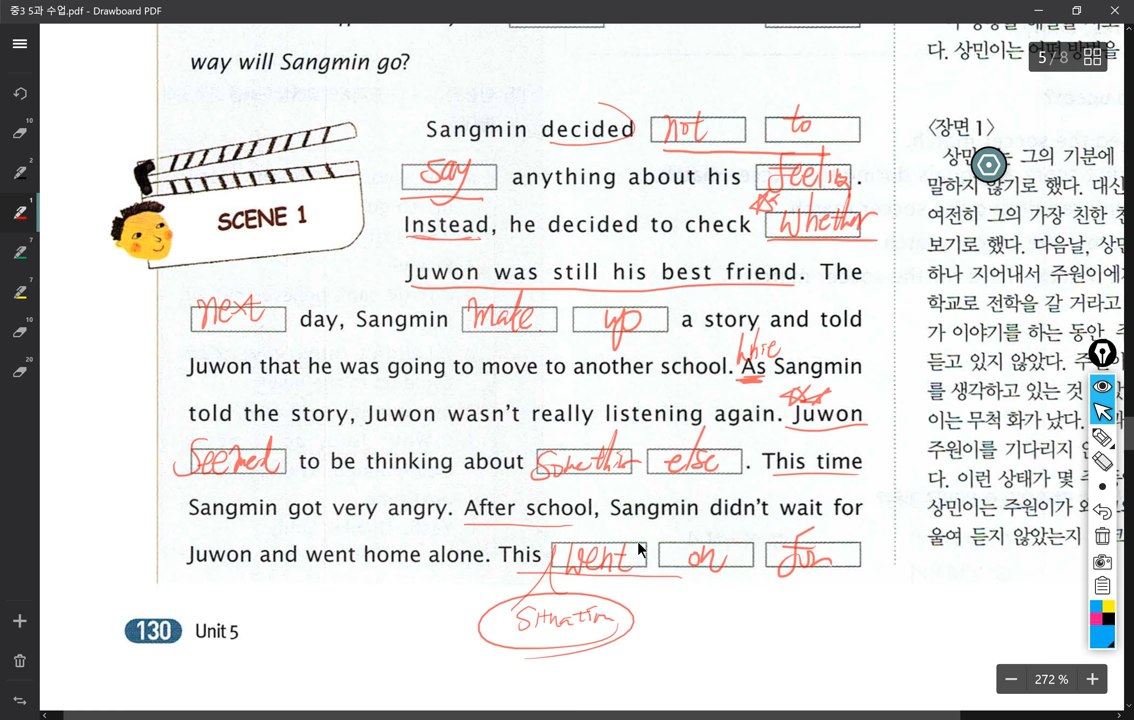 중3 5과 수업.pdf - Drawboard PDF
5 / 8
way will Sangmin go?
다. 상민이는 어떤 방법을
SCENE 1
Sangmin decided not to
say anything about his feelings.
Instead, he decided to check whether
Juwon was still his best friend. The
next day, Sangmin make up a story and told
Juwon that he was going to move to another school. As Sangmin
told the story, Juwon wasn't really listening again. Juwon
seemed to be thinking about something else. This time
Sangmin got very angry. After school, Sangmin didn't wait for
Juwon and went home alone. This went on for
situation
130 Unit 5
〈장면 1〉
그의 기분에
말하지 않기로 했다. 대신
여전히 그의 가장 친한 친
보기로 했다. 다음날, 상민
하나 지어내서 주원이에게
학교로 전학을 갈 거라고
가 이야기를 하는 동안
듣고 있지 않았다. 주
를 생각하고 있는 것
이는 무척 화가 났다.
주원이를 기다리지
다. 이런 상태가 몇
상민이는 주원이가
울여 듣지 않았는지
10
2
1
7
7
10
20
272 %